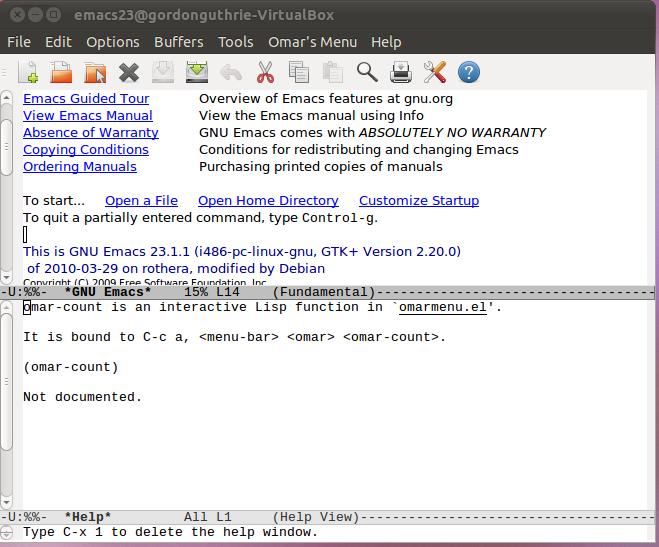 emacs23@gordonguthrie-VirtualBox
File Edit Options Buffers Tools Omar's Menu Help
Emacs Guided Tour Overview of Emacs features at gnu.org
View Emacs Manual View the Emacs manual using Info
Absence of Warranty GNU Emacs comes with ABSOLUTELY NO WARRANTY
Copying Conditions Conditions for redistributing and changing Emacs
Ordering Manuals Purchasing printed copies of manuals
To start... Open a File Open Home Directory Customize Startup
To quit a partially entered command, type Control-g.
This is GNU Emacs 23.1.1 (i486-pc-linux-gnu, GTK+ Version 2.20.0)
of 2010-03-29 on rothera, modified by Debian
Copyright (C) 2009 Free Software Foundation, Inc.
-U:%%- *GNU Emacs* 15% L14 (Fundamental)------------------------------------
omar-count is an interactive Lisp function in `omarmenu.el'.
It is bound to C-c a, <menu-bar> <omar> <omar-count>.
(omar-count)
Not documented.
-U:%%- *Help* All L1 (Help View)--------------------------------------
Type C-x 1 to delete the help window.